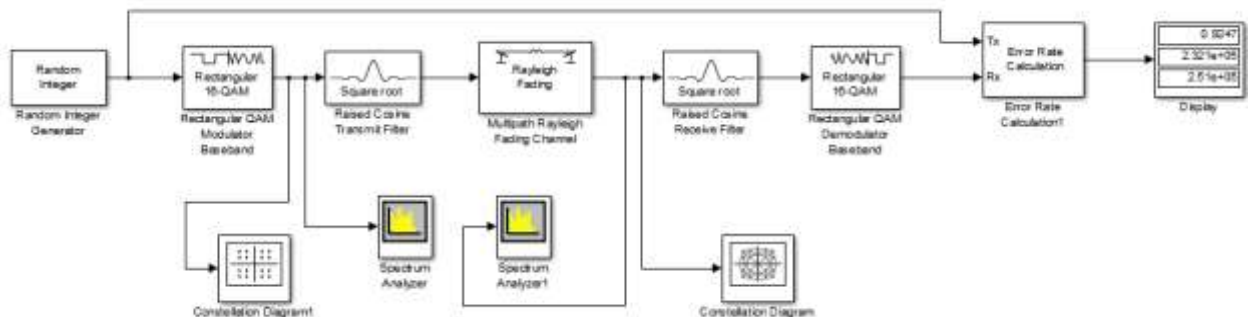 Random
Integer
Random Integer
Generator
Rectangular
16-QAM
Rectangular QAM
Modulator
Baseband
Square root
Raised Cosine
Transmit Filter
Rayleigh
Fading
Multipath Rayleigh
Fading Channel
Square root
Raised Cosine
Receive Filter
Rectangular
16-QAM
Rectangular QAM
Demodulator
Baseband
Tx
Rx
Error Rate
Calculation
Error Rate
Calculation1
0.9247
2.321e+05
2.51e+05
Display
Constellation Diagram1
Spectrum
Analyzer
Spectrum
Analyzer1
Constellation Diagram